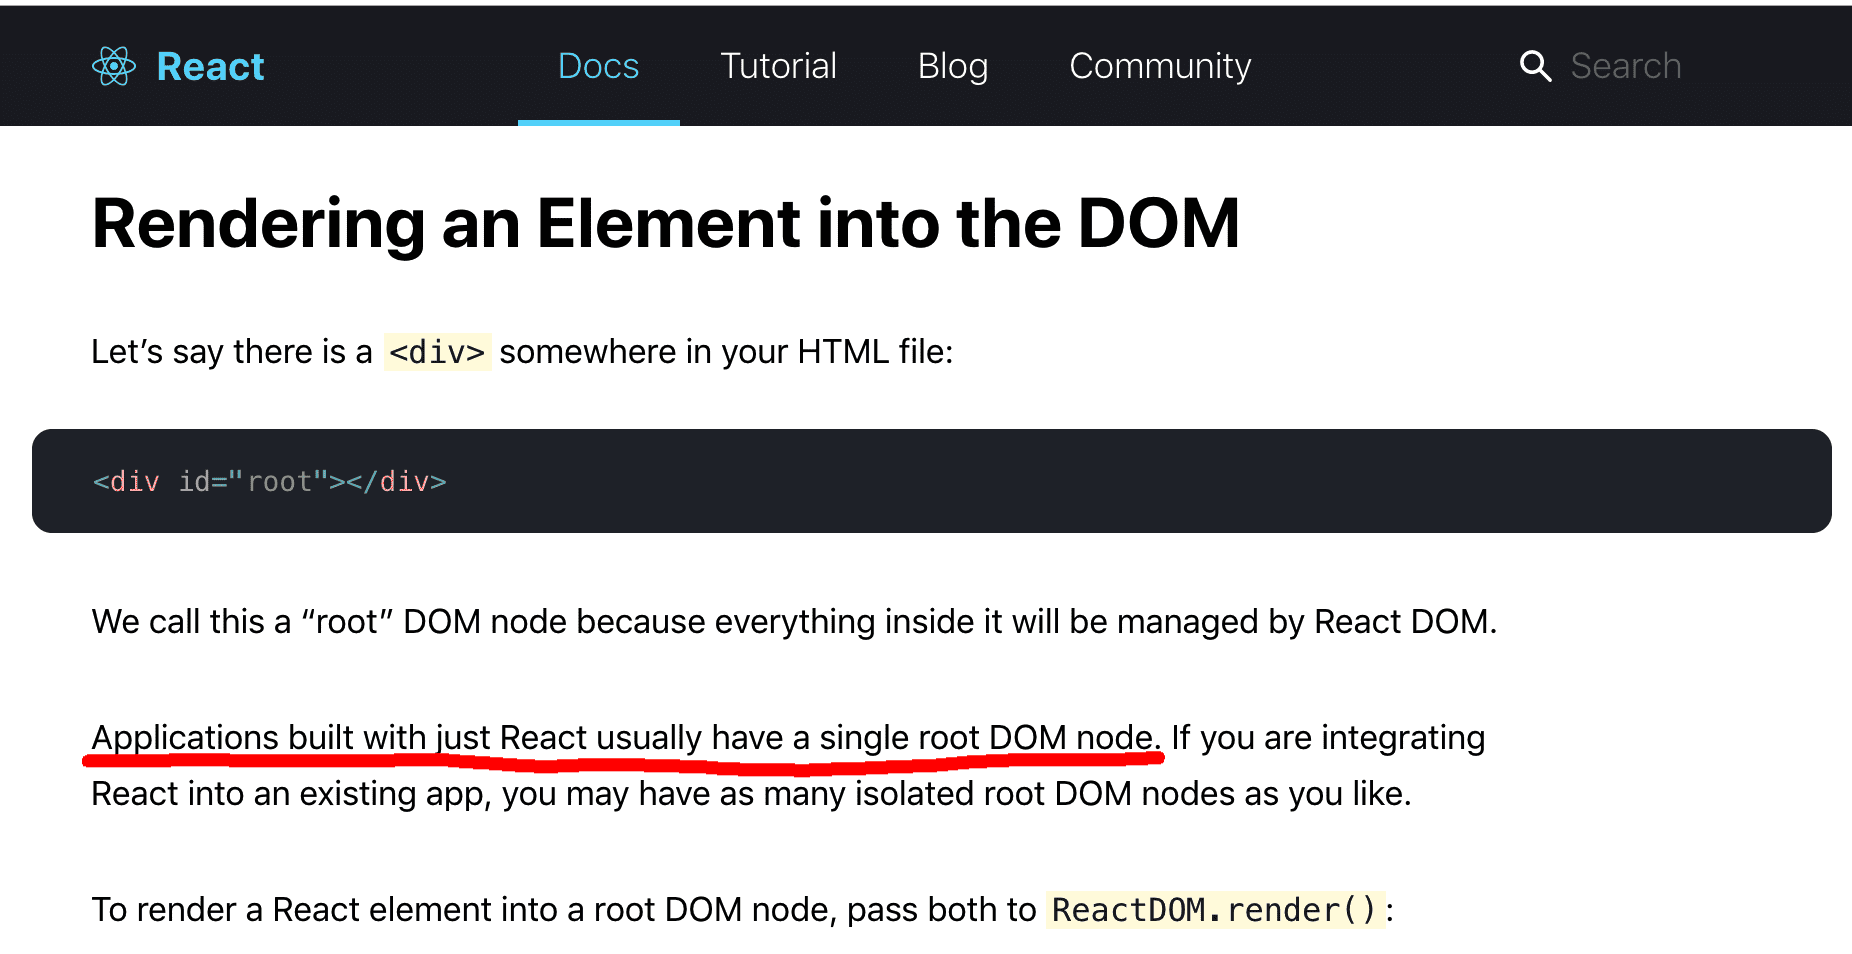 React Docs Tutorial Blog Community Search
Rendering an Element into the DOM
Let’s say there is a <div> somewhere in your HTML file:
<div id="root"></div>
We call this a “root” DOM node because everything inside it will be managed by React DOM.
Applications built with just React usually have a single root DOM node. If you are integrating
React into an existing app, you may have as many isolated root DOM nodes as you like.
To render a React element into a root DOM node, pass both to ReactDOM.render():